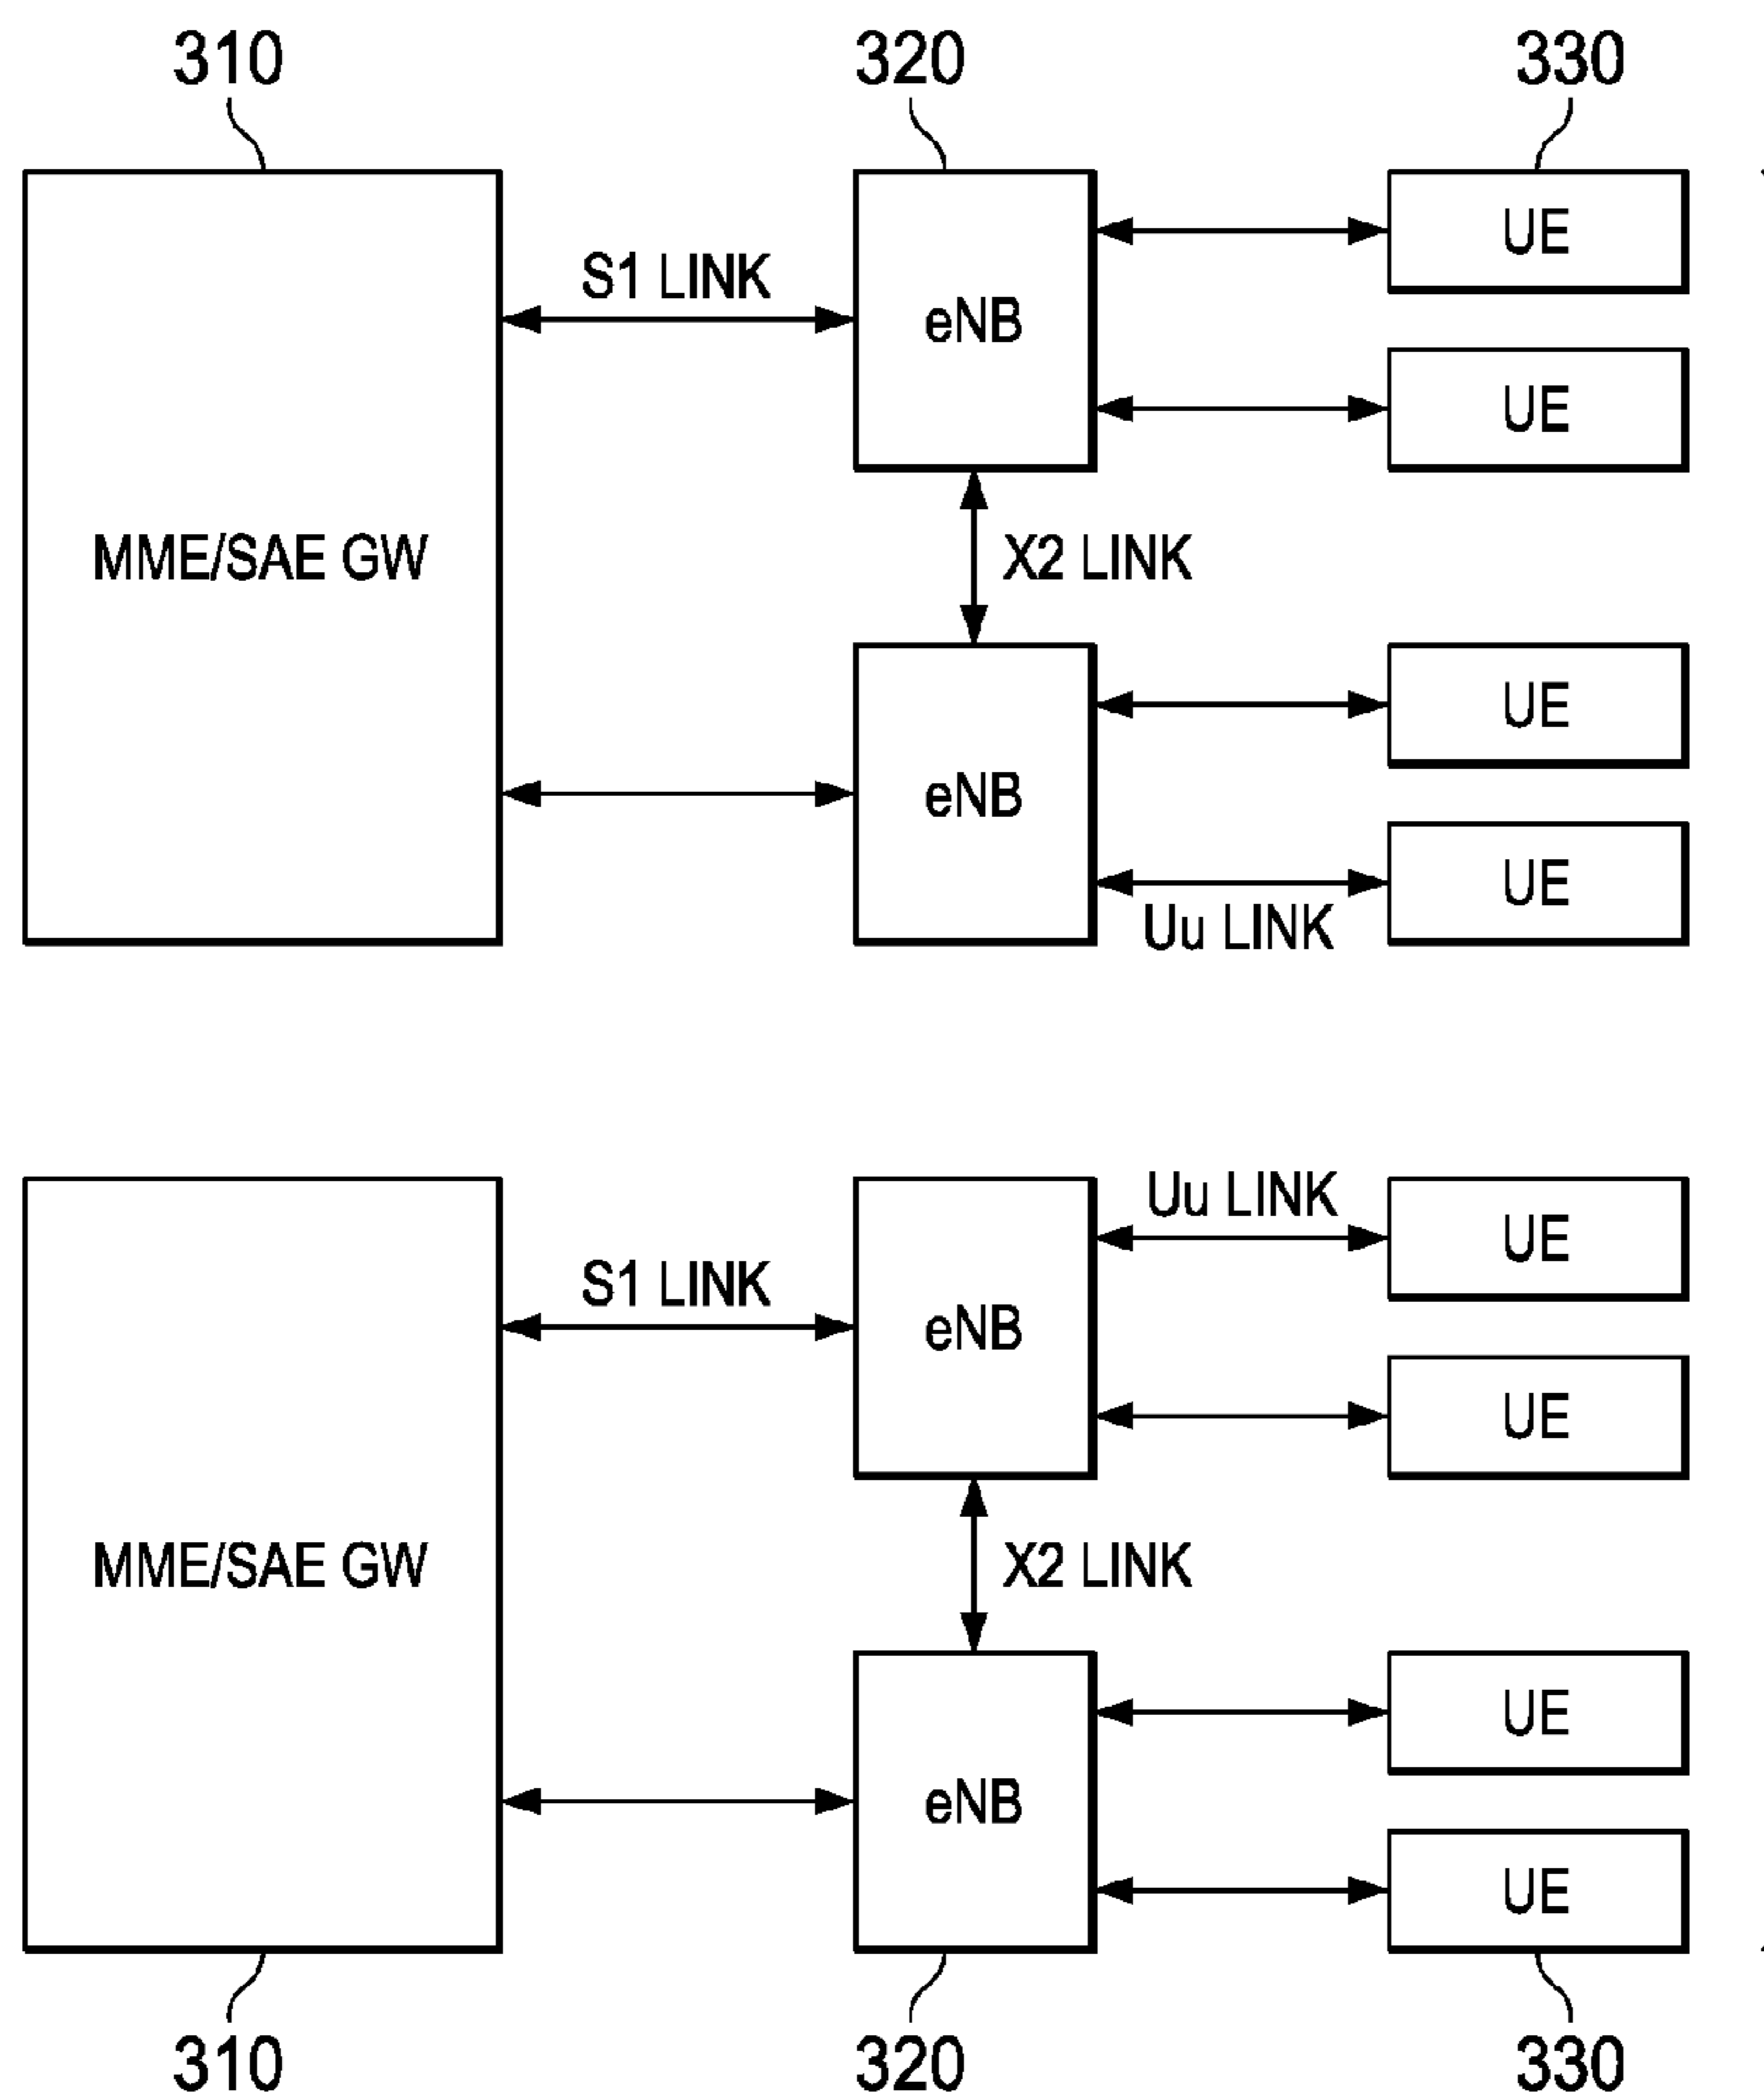 310 320 330
UE
S1 LINK
eNB
UE
MME/SAE GW
X2 LINK
UE
eNB
UE
Uu LINK
Uu LINK
UE
S1 LINK
eNB
UE
MME/SAE GW
X2 LINK
UE
eNB
UE
310 320 330